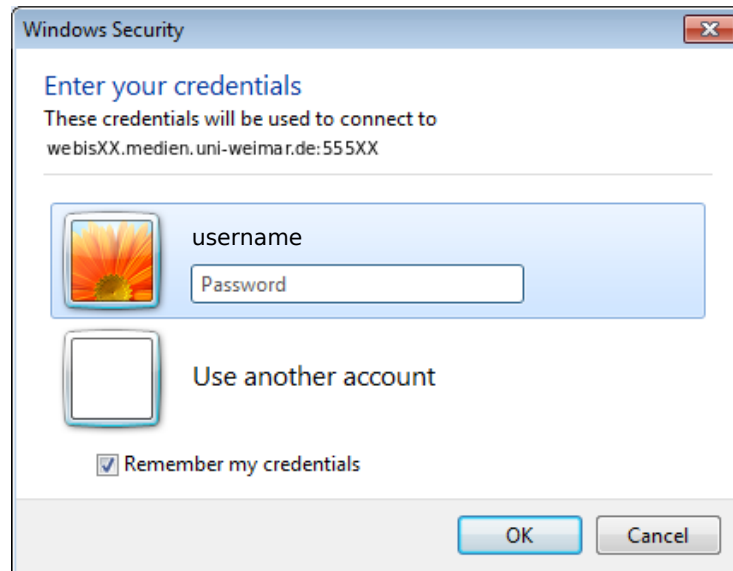 Windows Security
Enter your credentials
These credentials will be used to connect to
webisXX.medien.uni-weimar.de:555XX
username
Password
Use another account
Remember my credentials
OK
Cancel